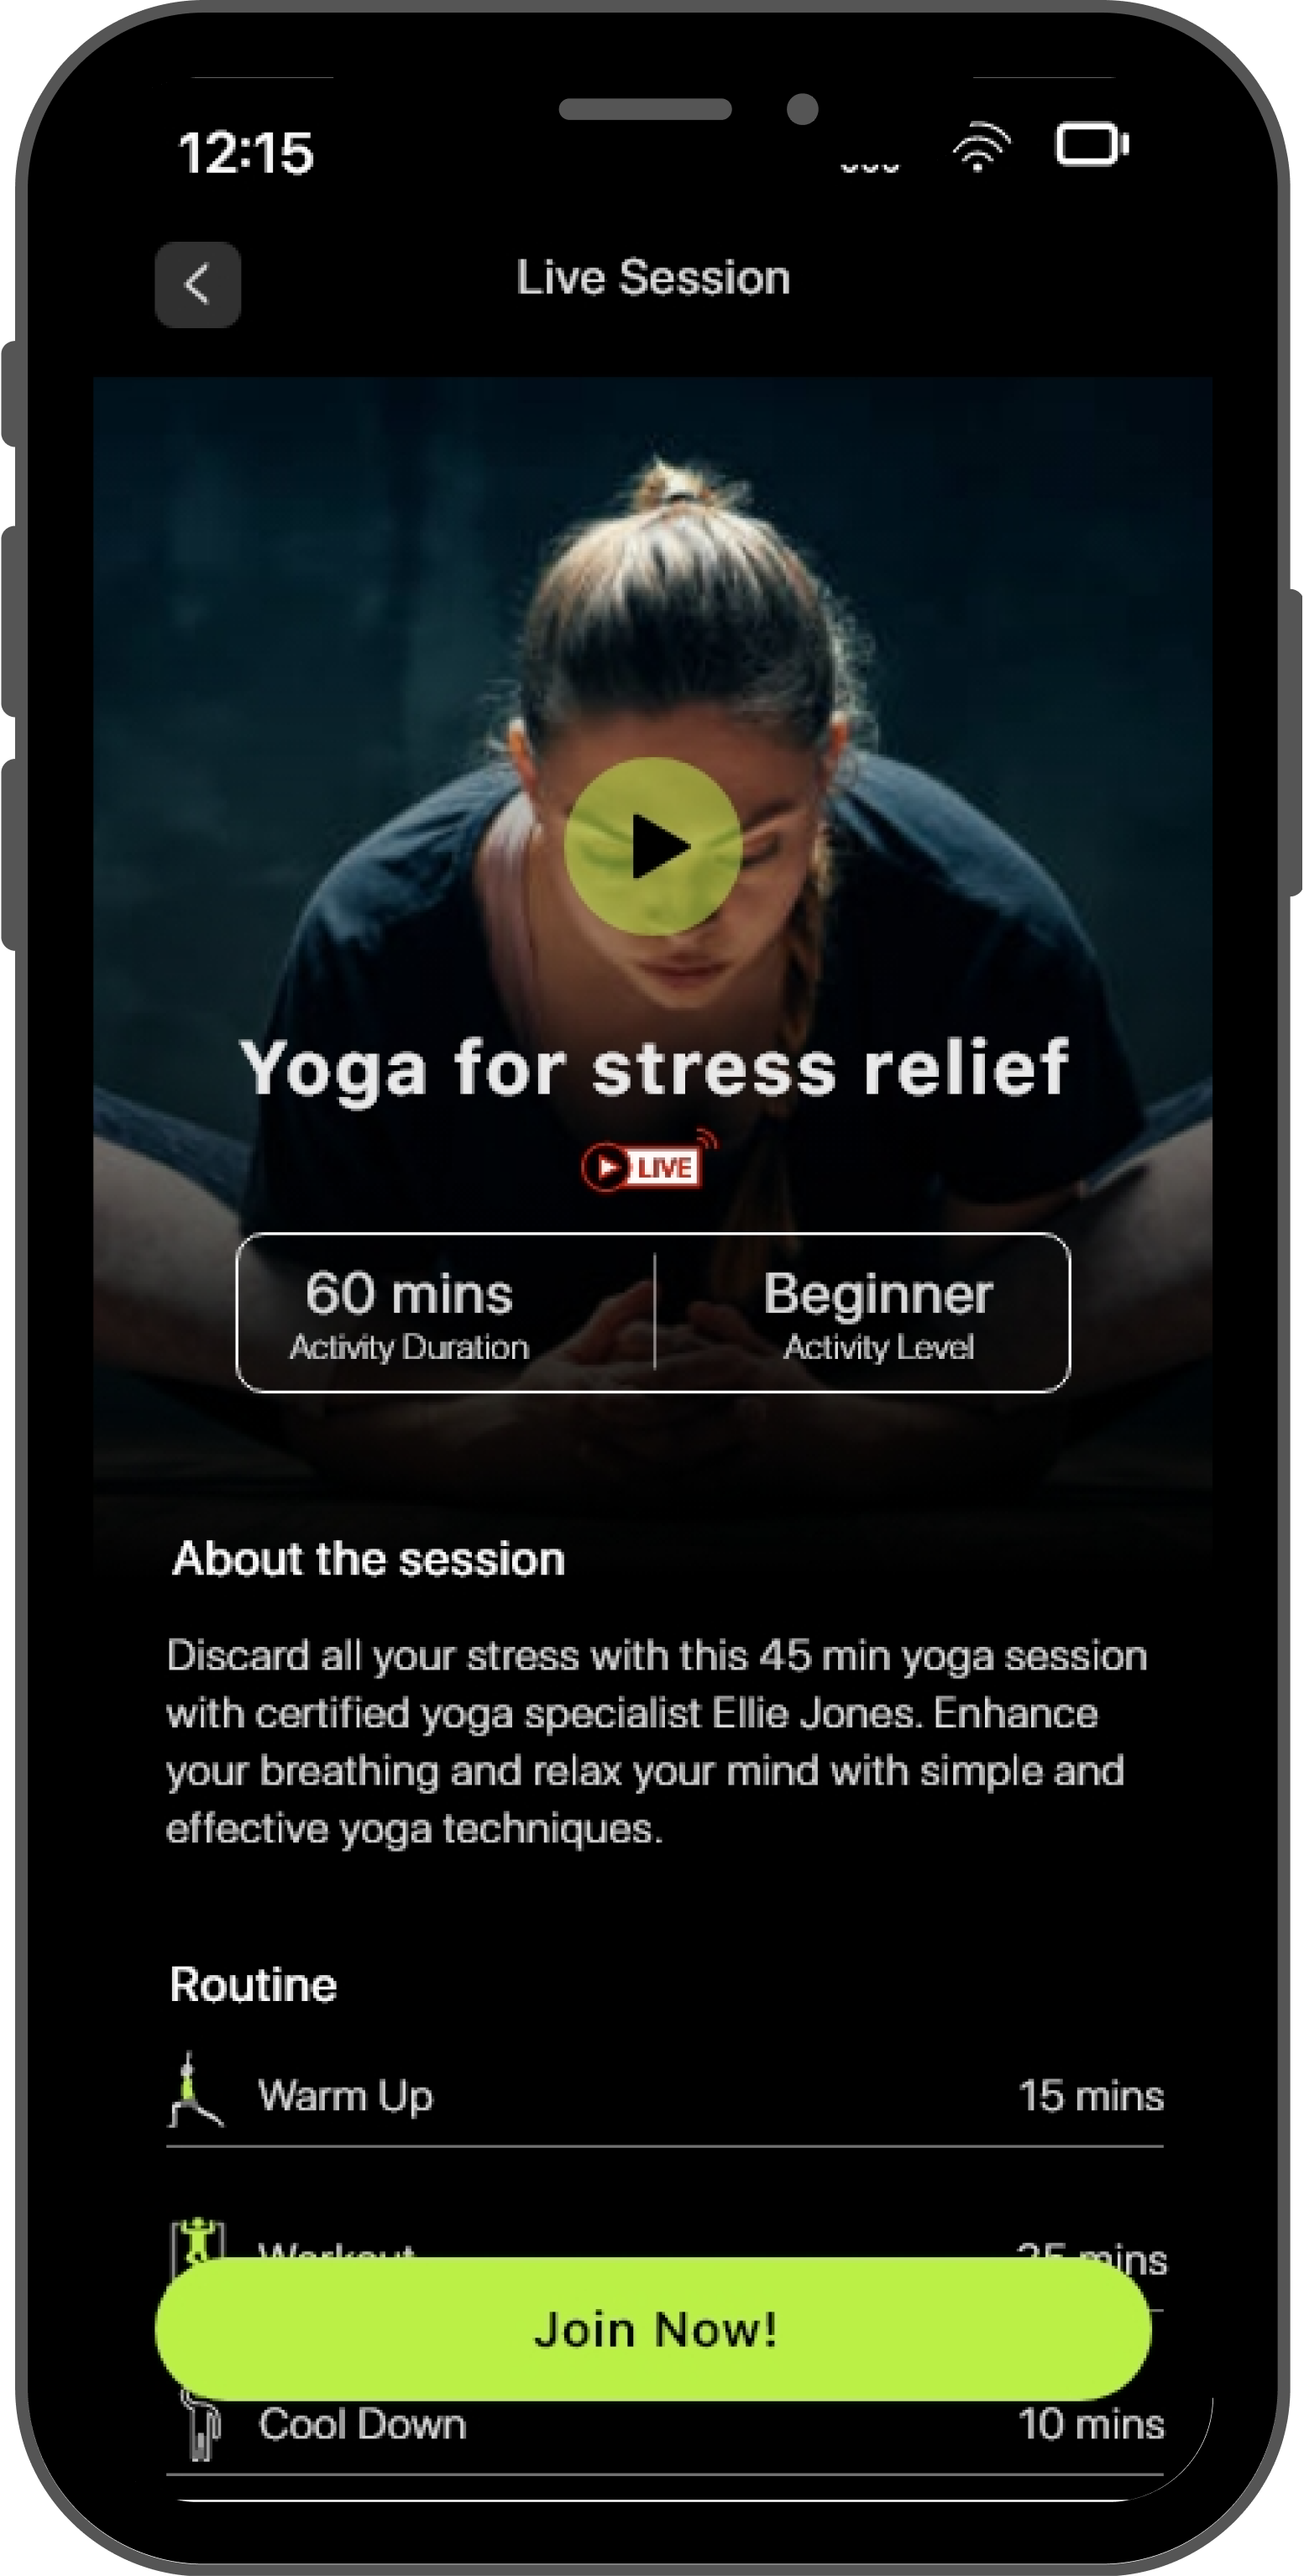 12:15
Live Session
Yoga for stress relief
LIVE
60 mins
Activity Duration
Beginner
Activity Level
About the session
Discard all your stress with this 45 min yoga session
with certified yoga specialist Ellie Jones. Enhance
your breathing and relax your mind with simple and
effective yoga techniques.
Routine
Warm Up 15 mins
Workout mins
Join Now!
Cool Down 10 mins